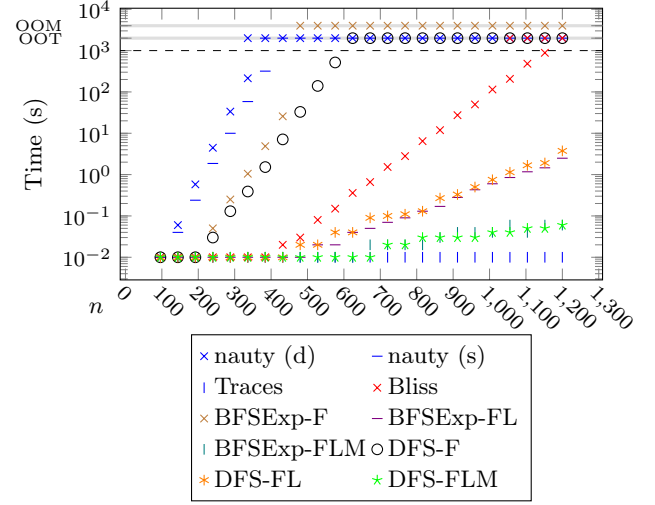 OOM
OOT
10^4
10^3
10^2
10^1
10^0
10^−1
10^−2
Time (s)
n
0 100 200 300 400 500 600 700 800 900 1,000 1,100 1,200 1,300
nauty (d) nauty (s)
Traces Bliss
BFSExp-F BFSExp-FL
BFSExp-FLM DFS-F
DFS-FL DFS-FLM